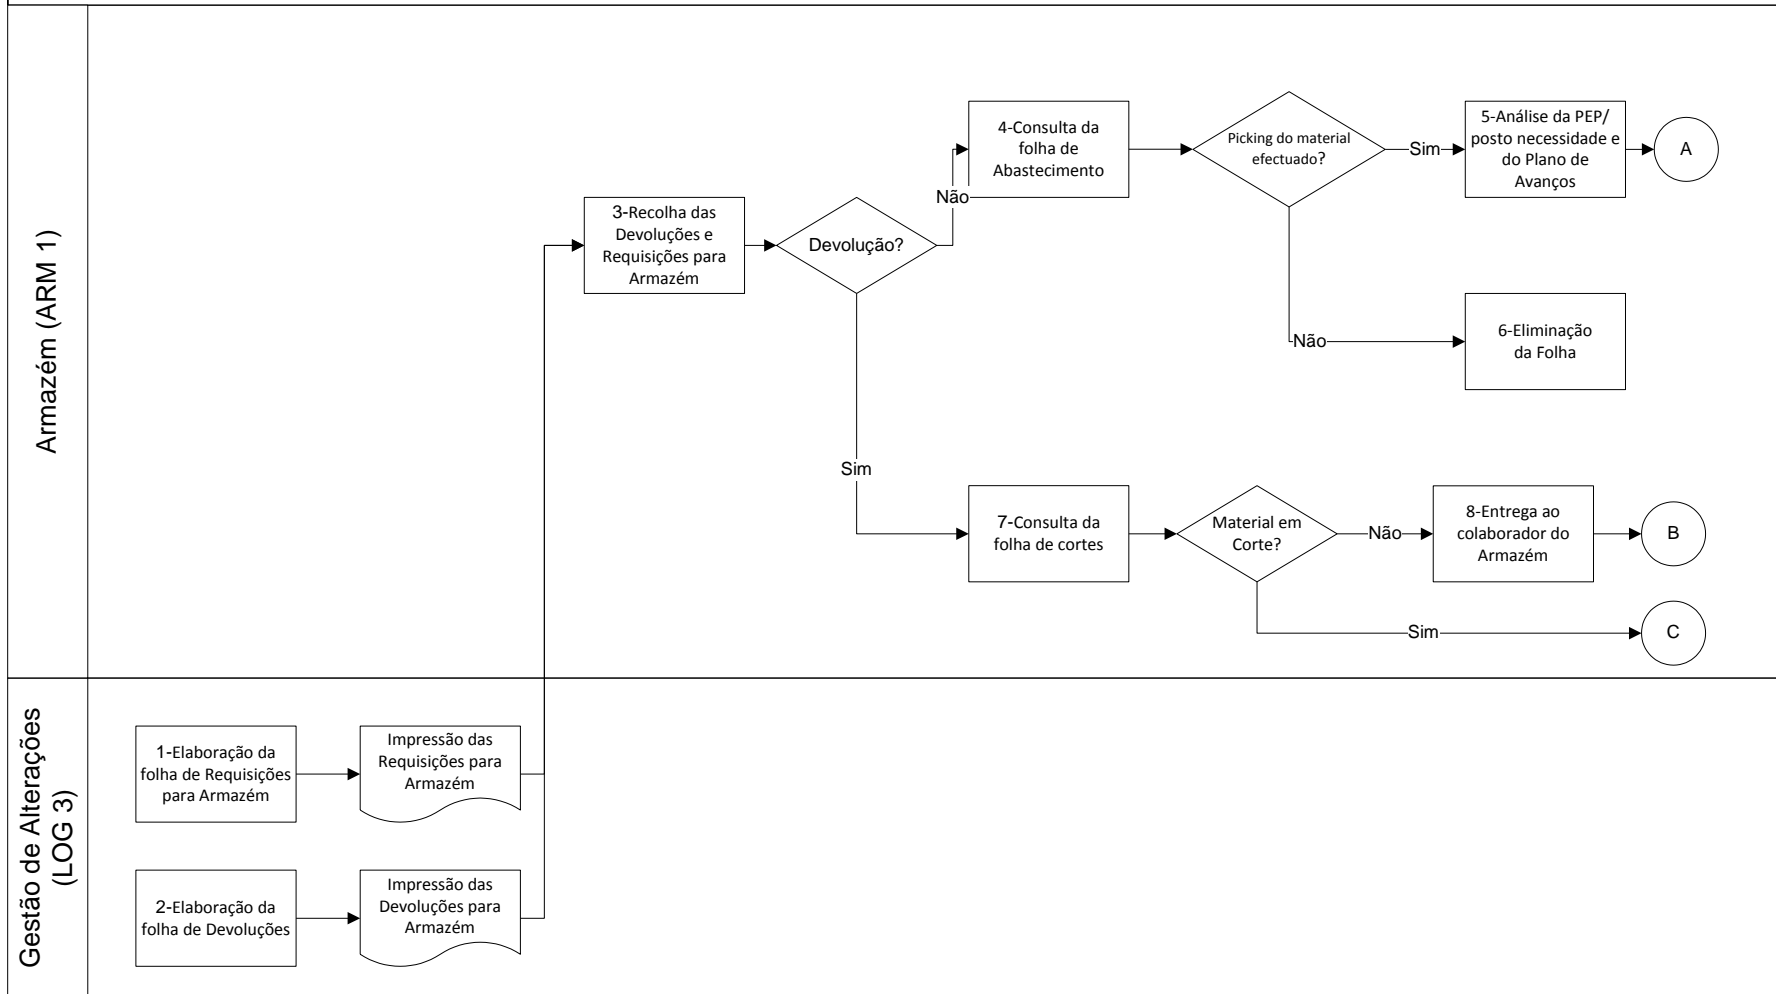 Armazém (ARM 1)
3-Recolha das
Devoluções e
Requisições para
Armazém
Devolução?
Não
4-Consulta da
folha de
Abastecimento
Picking do material
efectuado?
Sim
5-Análise da PEP/
posto necessidade e
do Plano de
Avanços
A
Não
6-Eliminação
da Folha
Sim
7-Consulta da
folha de cortes
Material em
Corte?
Não
8-Entrega ao
colaborador do
Armazém
B
Sim
C
Gestão de Alterações
(LOG 3)
1-Elaboração da
folha de Requisições
para Armazém
Impressão das
Requisições para
Armazém
2-Elaboração da
folha de Devoluções
Impressão das
Devoluções para
Armazém